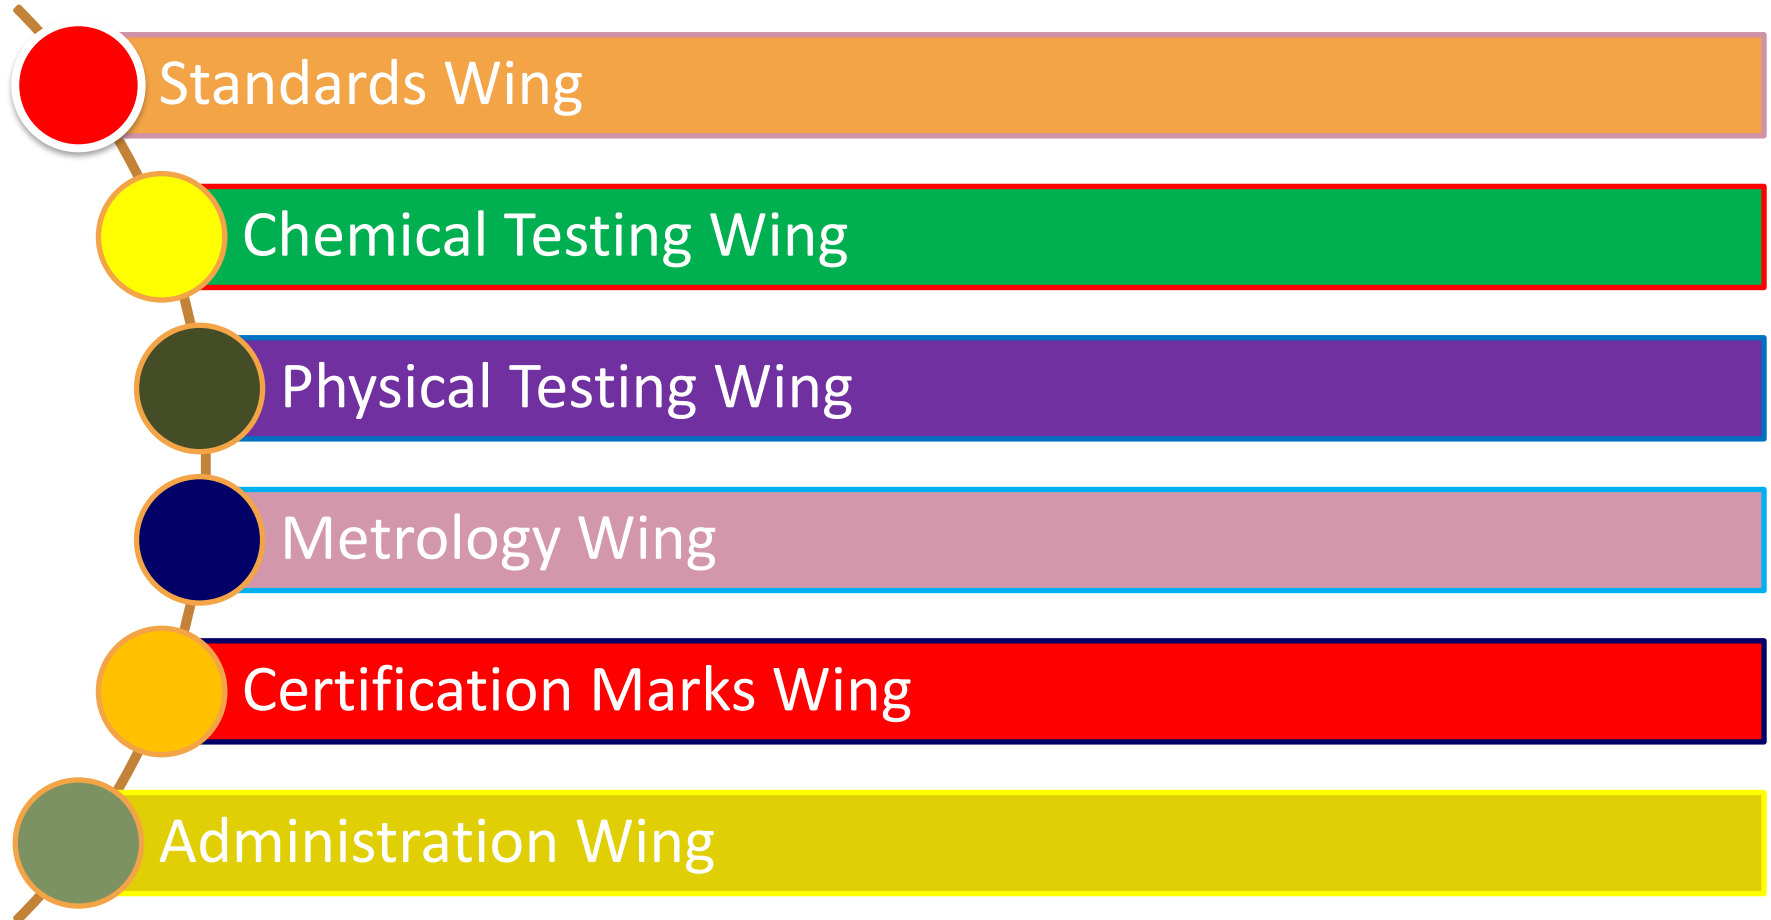 Standards Wing
Chemical Testing Wing
Physical Testing Wing
Metrology Wing
Certification Marks Wing
Administration Wing